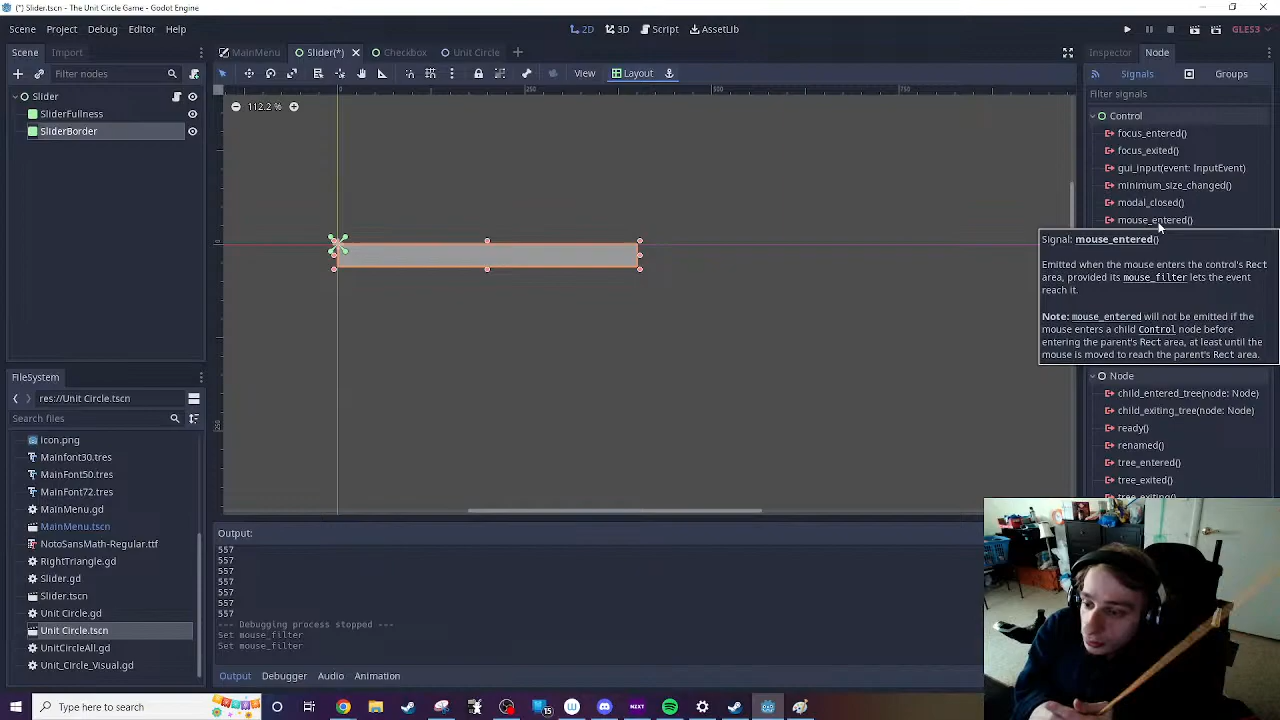 (*) Slider.tscn - The Unit Circle Game - Godot Engine
Scene Project Debug Editor Help
2D 3D Script AssetLib
GLES3
Scene Import
MainMenu Slider(*) Checkbox Unit Circle
Inspector Node
Filter nodes
View Layout
Signals Groups
Filter signals
0 250 500 750
112.2 %
Slider
SliderFullness
SliderBorder
0
250
Control
focus_entered()
focus_exited()
gui_input(event: InputEvent)
minimum_size_changed()
modal_closed()
mouse_entered()
Signal: mouse_entered()
Emitted when the mouse enters the control's Rect
area, provided its mouse_filter lets the event
reach it.
Note: mouse_entered will not be emitted if the
mouse enters a child Control node before
entering the parent's Rect area, at least until the
mouse is moved to reach the parent's Rect area.
Node
child_entered_tree(node: Node)
child_exiting_tree(node: Node)
ready()
renamed()
tree_entered()
tree_exited()
tree_exiting()
FileSystem
res://Unit Circle.tscn
Search files
icon.png
Mainfont30.tres
MainFont50.tres
MainFont72.tres
MainMenu.gd
MainMenu.tscn
NotoSansMath-Regular.ttf
RightTriangle.gd
Slider.gd
Slider.tscn
Unit Circle.gd
Unit Circle.tscn
UnitCircleAll.gd
Unit_Circle_Visual.gd
Output:
557
557
557
557
557
557
557
--- Debugging process stopped ---
Set mouse_filter
Set mouse_filter
Output Debugger Audio Animation
Type here to search
15
NEXT